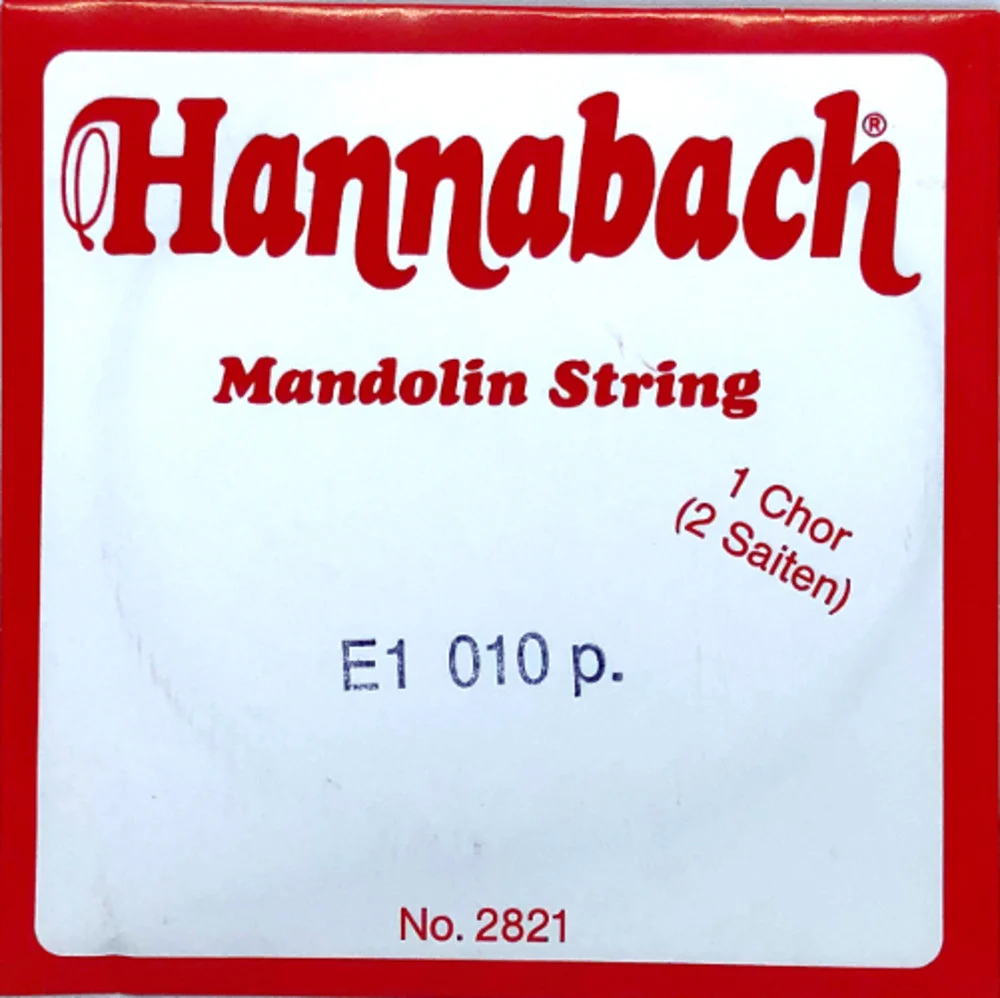 Hannabach®
Mandolin String
1 Chor
(2 Saiten)
E1 010 p.
No. 2821